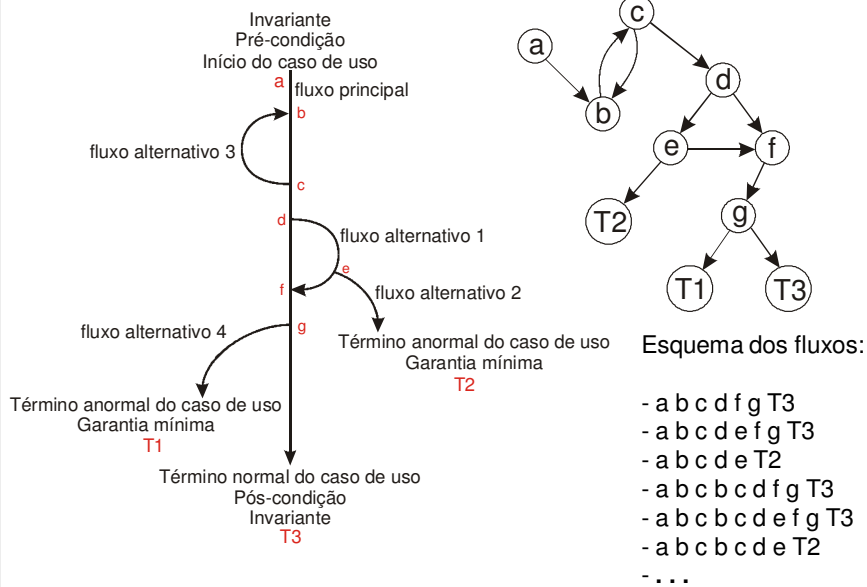 Invariante
Pré-condição
Início do caso de uso
a
fluxo principal
b
fluxo alternativo 3
c
d
fluxo alternativo 1
e
f
fluxo alternativo 2
fluxo alternativo 4
g
Término anormal do caso de uso
Garantia mínima
T2
Término anormal do caso de uso
Garantia mínima
T1
Término normal do caso de uso
Pós-condição
Invariante
T3
c
a
b
d
e
f
T2
g
T1
T3
Esquema dos fluxos:
- a b c d f g T3
- a b c d e f g T3
- a b c d e T2
- a b c b c d f g T3
- a b c b c d e f g T3
- a b c b c d e T2
- . . .